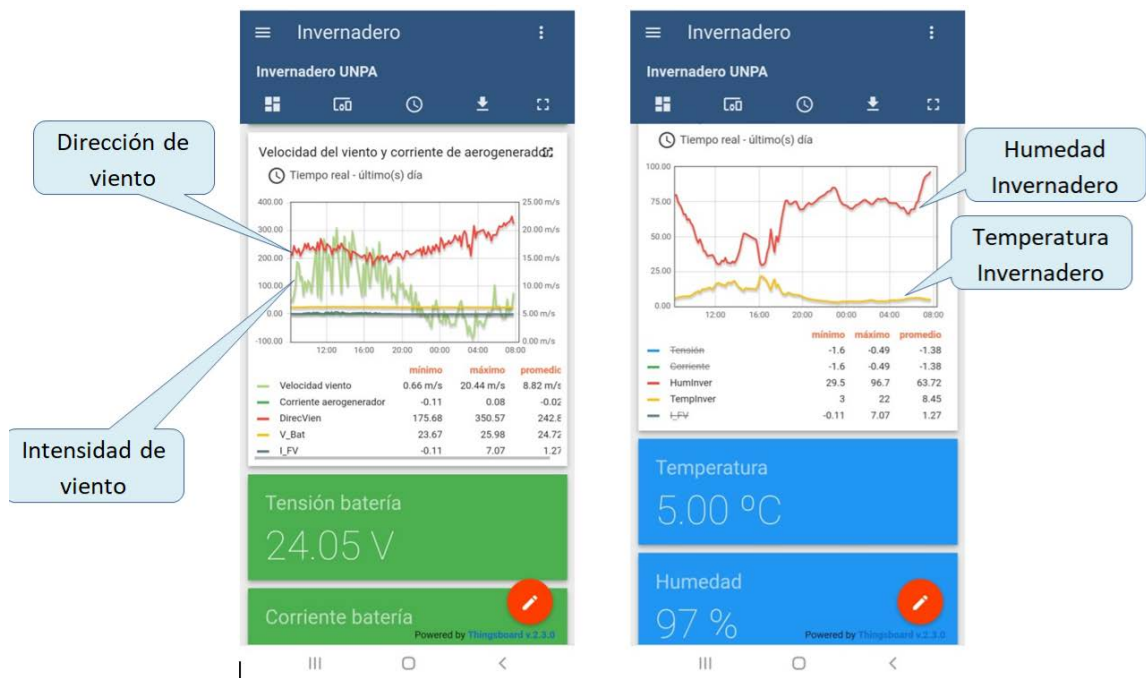 Invernadero
Invernadero UNPA
Velocidad del viento y corriente de aerogenerador
Tiempo real - último(s) día
400.00
300.00
200.00
100.00
0.00
-100.00
25.00 m/s
20.00 m/s
15.00 m/s
10.00 m/s
5.00 m/s
0.00 m/s
12:00 16:00 20:00 00:00 04:00 08:00
mínimo máximo promedio
Velocidad viento 0.66 m/s 20.44 m/s 8.82 m/s
Corriente aerogenerador -0.11 0.08 -0.02
DirecVien 175.68 350.57 242.8
V_Bat 23.67 25.98 24.72
I_FV -0.11 7.07 1.27
Tensión batería
24.05 V
Corriente batería
Powered by Thingsboard v.2.3.0
Dirección de
viento
Intensidad de
viento
Invernadero
Invernadero UNPA
Tiempo real - último(s) día
100.00
75.00
50.00
25.00
0.00
12:00 16:00 20:00 00:00 04:00 08:00
mínimo máximo promedio
Tensión -1.6 -0.49 -1.38
Corriente -1.6 -0.49 -1.38
HumInver 29.5 96.7 63.72
TempInver 3 22 8.45
I_FV -0.11 7.07 1.27
Temperatura
5.00 ºC
Humedad
97 %
Powered by Thingsboard v.2.3.0
Humedad
Invernadero
Temperatura
Invernadero